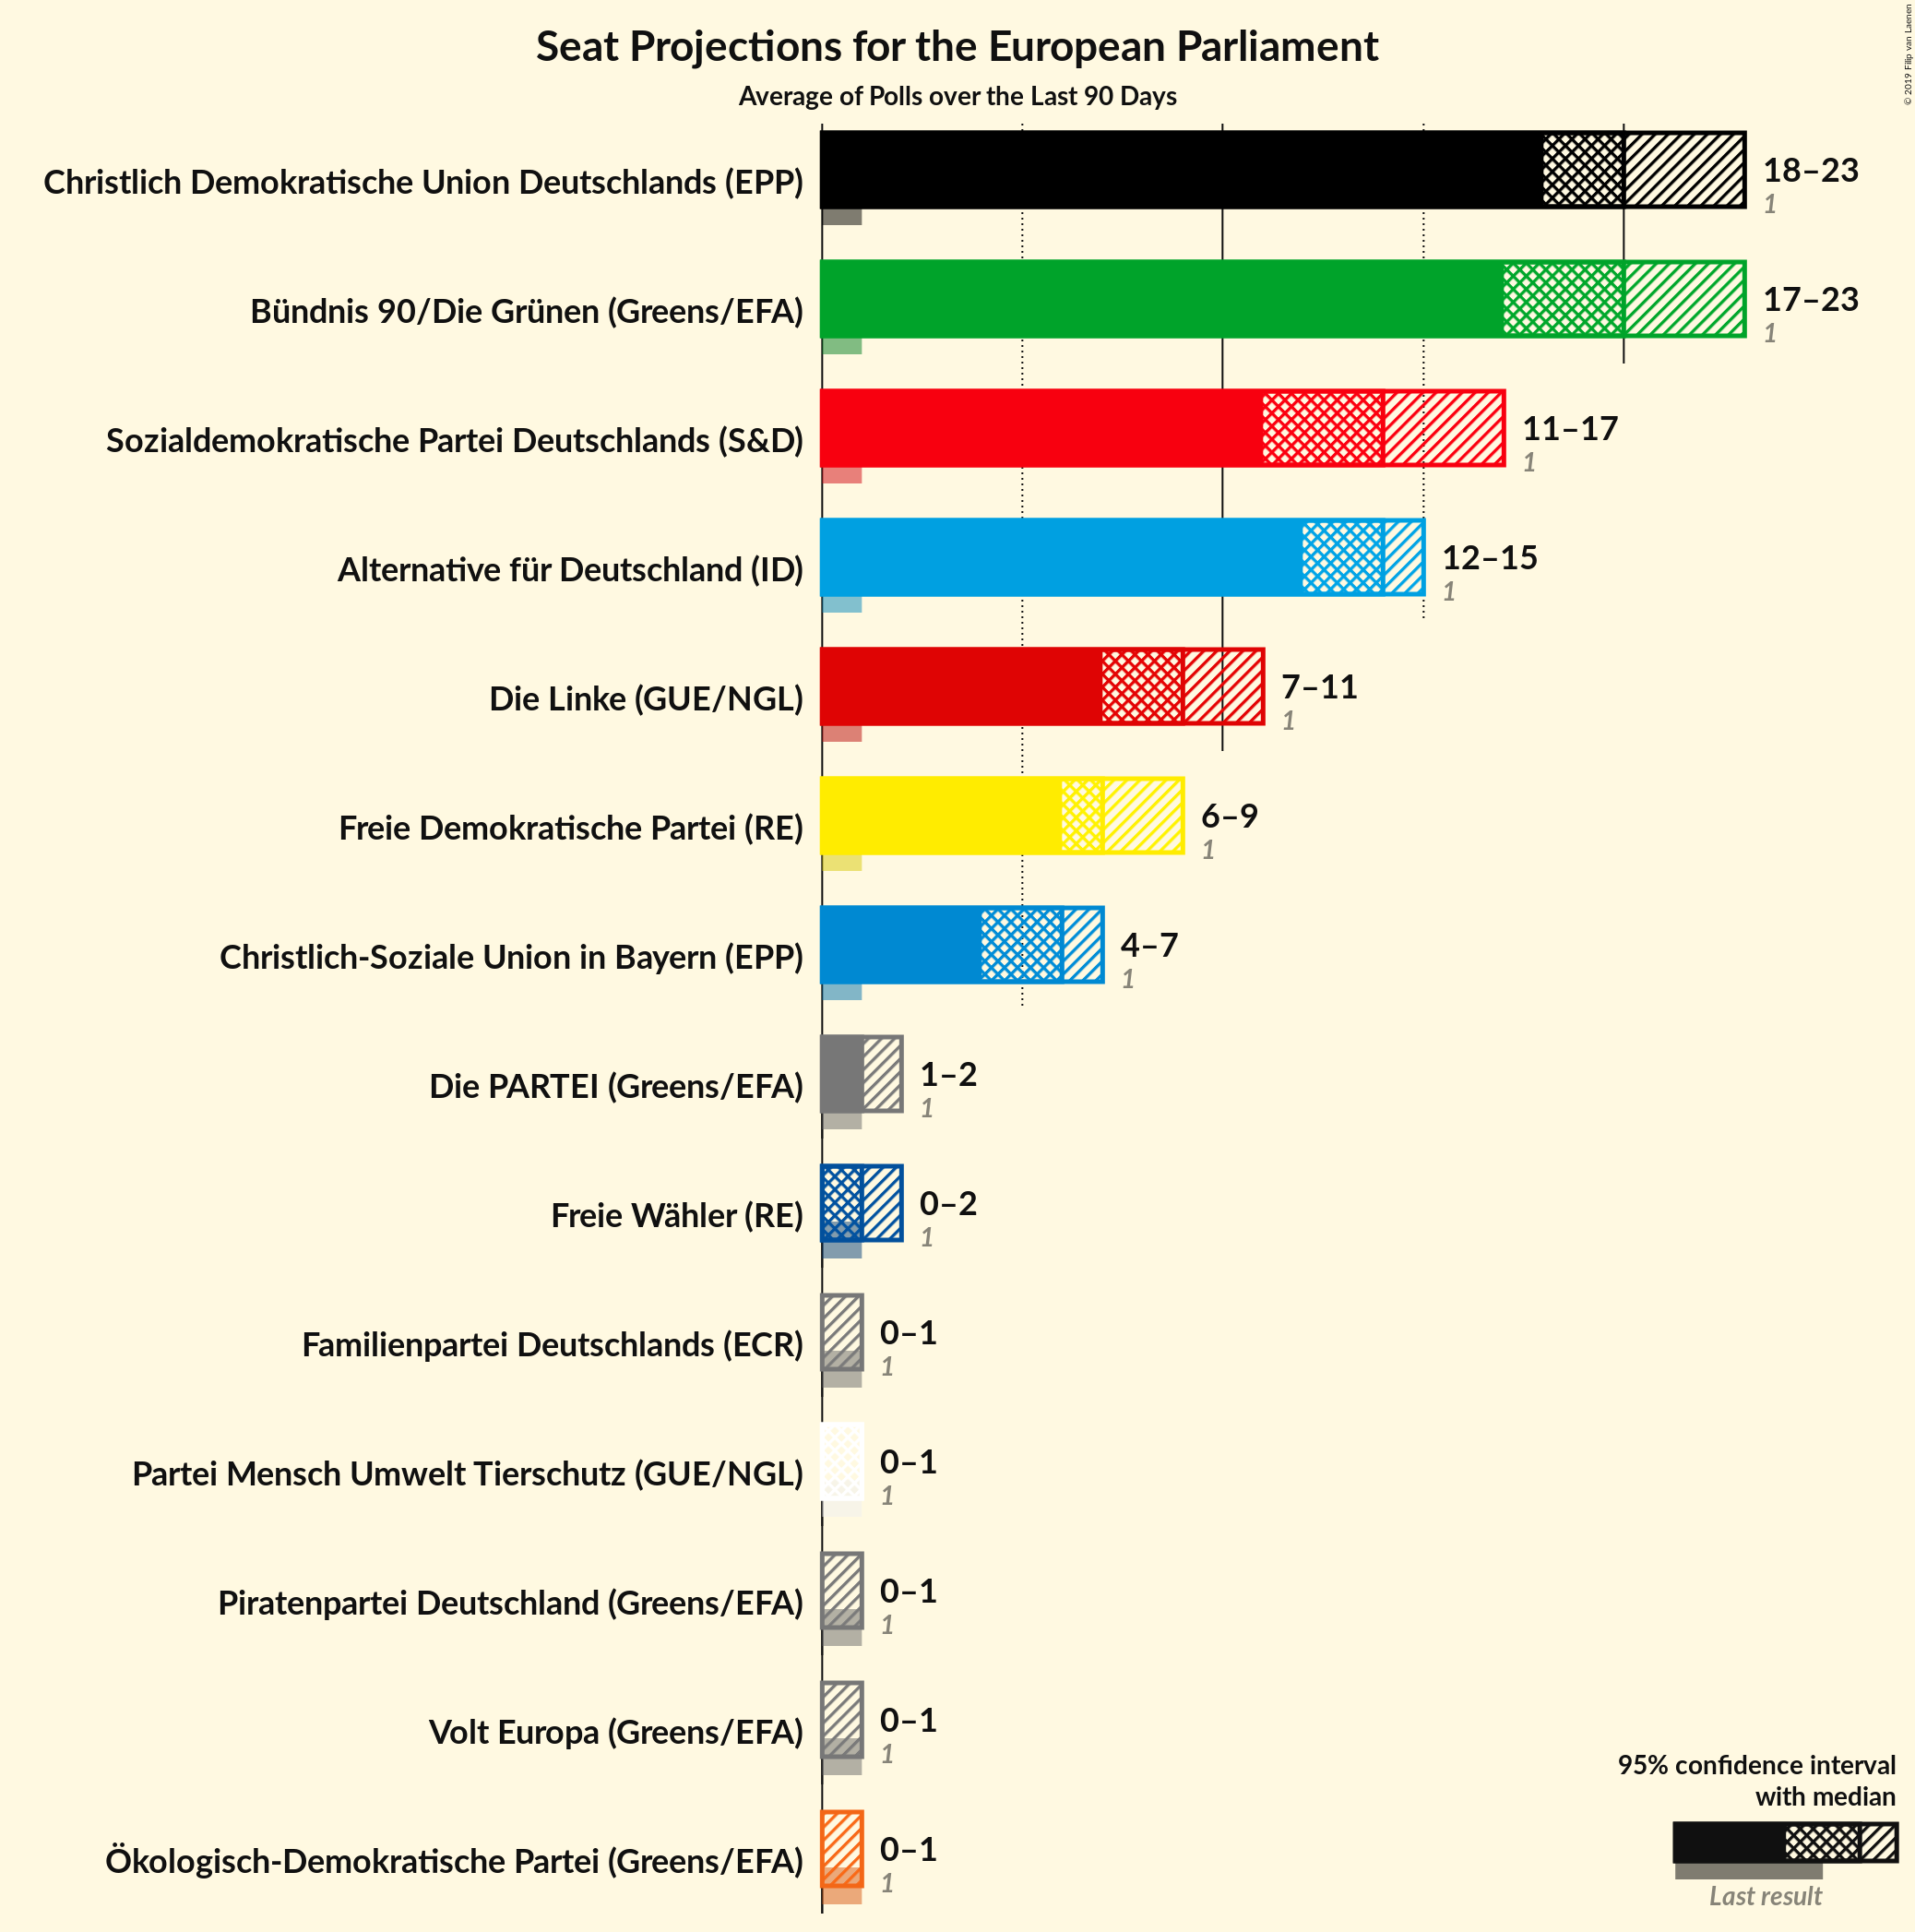 Seat Projections for the European Parliament
Average of Polls over the Last 90 Days
© 2019 Filip van Laenen
Christlich Demokratische Union Deutschlands (EPP)
18–23
1
Bündnis 90/Die Grünen (Greens/EFA)
17–23
1
Sozialdemokratische Partei Deutschlands (S&D)
11–17
1
Alternative für Deutschland (ID)
12–15
1
Die Linke (GUE/NGL)
7–11
1
Freie Demokratische Partei (RE)
6–9
1
Christlich-Soziale Union in Bayern (EPP)
4–7
1
Die PARTEI (Greens/EFA)
1–2
1
Freie Wähler (RE)
0–2
1
Familienpartei Deutschlands (ECR)
0–1
1
Partei Mensch Umwelt Tierschutz (GUE/NGL)
0–1
1
Piratenpartei Deutschland (Greens/EFA)
0–1
1
Volt Europa (Greens/EFA)
0–1
1
Ökologisch-Demokratische Partei (Greens/EFA)
0–1
1
95% confidence interval
with median
Last result